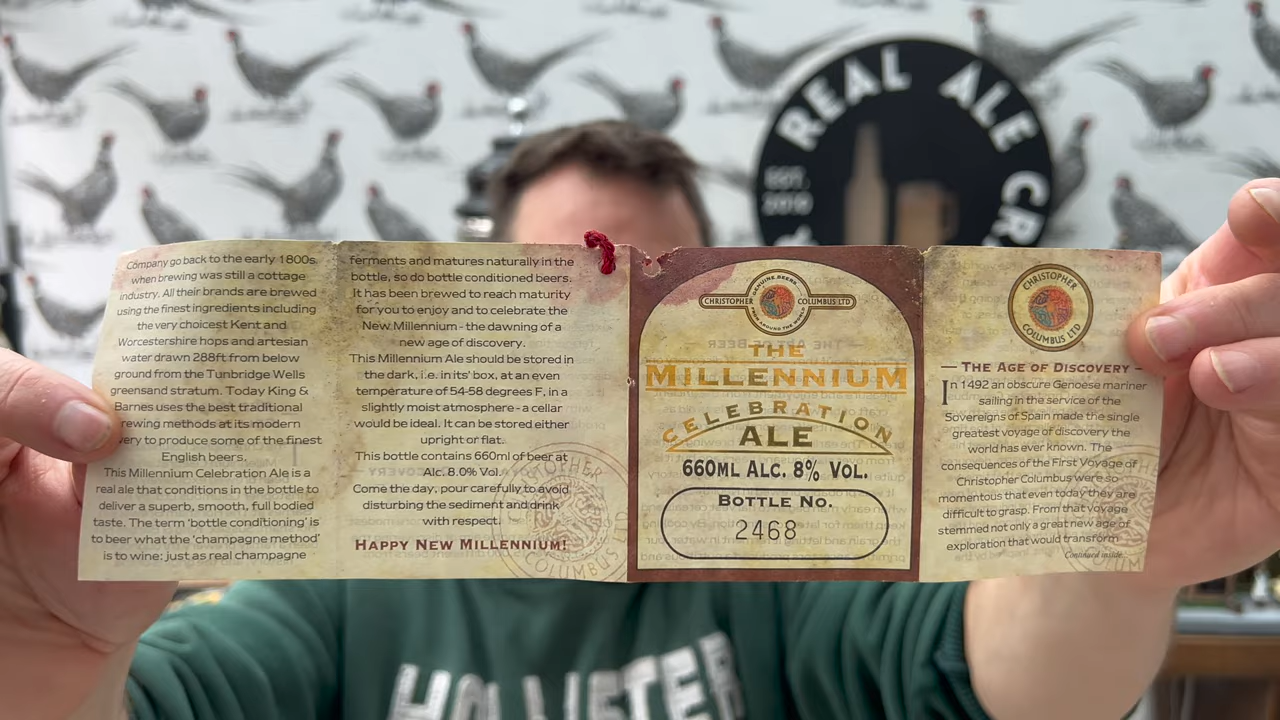 REAL ALE CR
EST.
2010
Company go back to the early 1800s.
when brewing was still a cottage
industry. All their brands are brewed
using the finest ingredients including
the very choicest Kent and
Worcestershire hops and artesian
water drawn 288ft from below
ground from the Tunbridge Wells
greensand stratum. Today King &
Barnes uses the best traditional
rewing methods at its modern
very to produce some of the finest
English beers.
This Millennium Celebration Ale is a
real ale that conditions in the bottle to
deliver a superb, smooth, full bodied
taste. The term 'bottle conditioning' is
to beer what the 'champagne method'
is to wine; just as real champagne
ferments and matures naturally in the
bottle, so do bottle conditioned beers.
It has been brewed to reach maturity
for you to enjoy and to celebrate the
New Millennium - the dawning of a
new age of discovery.
This Millennium Ale should be stored in
the dark, i.e. in its' box, at an even
temperature of 54-58 degrees F, in a
slightly moist atmosphere - a cellar
would be ideal. It can be stored either
upright or flat.
This bottle contains 660ml of beer at
Alc. 8.0% Vol.
Come the day, pour carefully to avoid
disturbing the sediment and drink
with respect.
HAPPY NEW MILLENNIUM!
CHRISTOPHER
COLUMBUS LTD
GENUINE BEERS
CHRISTOPHER COLUMBUS LTD
FROM AROUND THE WORLD
THE
MILLENNIUM
CELEBRATION
ALE
660ML ALC. 8% VOL.
BOTTLE NO.
2468
CHRISTOPHER
COLUMBUS LTD
THE AGE OF DISCOVERY
In 1492 an obscure Genoese mariner
sailing in the service of the
Sovereigns of Spain made the single
greatest voyage of discovery the
world has ever known. The
consequences of the First Voyage of
Christopher Columbus were so
momentous that even today they are
difficult to grasp. From that voyage
stemmed not only a great new age of
exploration that would transform
Continued inside.
HOLLISTER